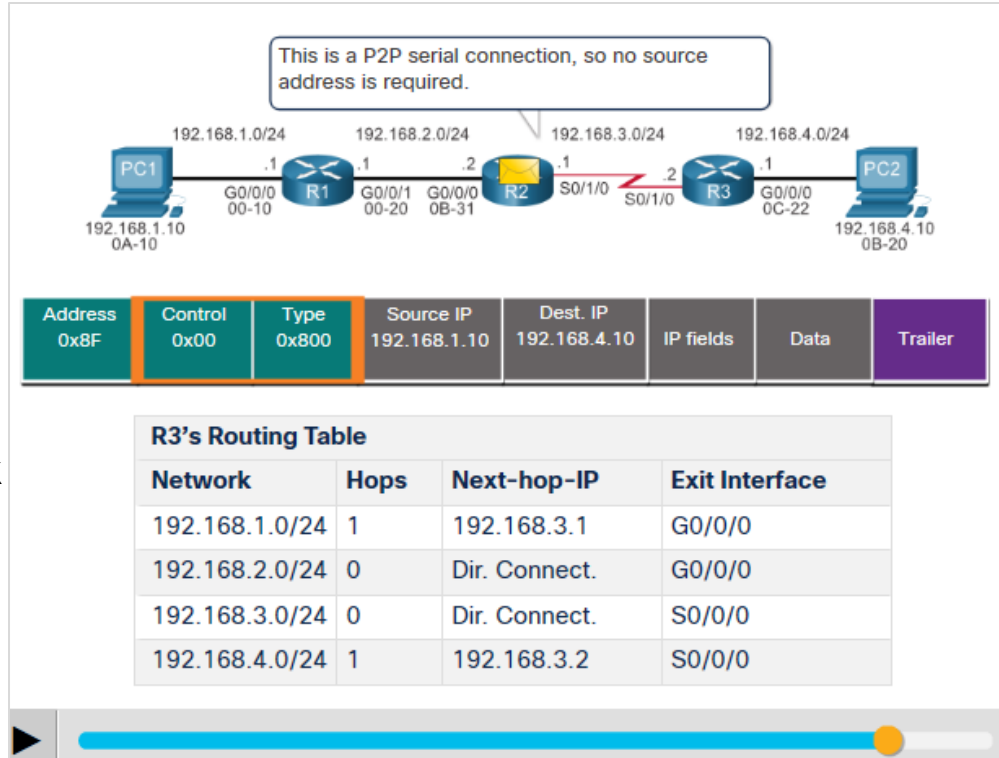 This is a P2P serial connection, so no source
address is required.
192.168.1.0/24 192.168.2.0/24 192.168.3.0/24 192.168.4.0/24
PC1 .1 R1 .1 .2 R2 .1 .2 R3 .1 PC2
G0/0/0 G0/0/1 G0/0/0 S0/1/0 S0/1/0 G0/0/0
00-10 00-20 0B-31 0C-22
192.168.1.10 192.168.4.10
0A-10 0B-20
Address Control Type Source IP Dest. IP IP fields Data Trailer
0x8F 0x00 0x800 192.168.1.10 192.168.4.10
R3’s Routing Table
Network Hops Next-hop-IP Exit Interface
192.168.1.0/24 1 192.168.3.1 G0/0/0
192.168.2.0/24 0 Dir. Connect. G0/0/0
192.168.3.0/24 0 Dir. Connect. S0/0/0
192.168.4.0/24 1 192.168.3.2 S0/0/0